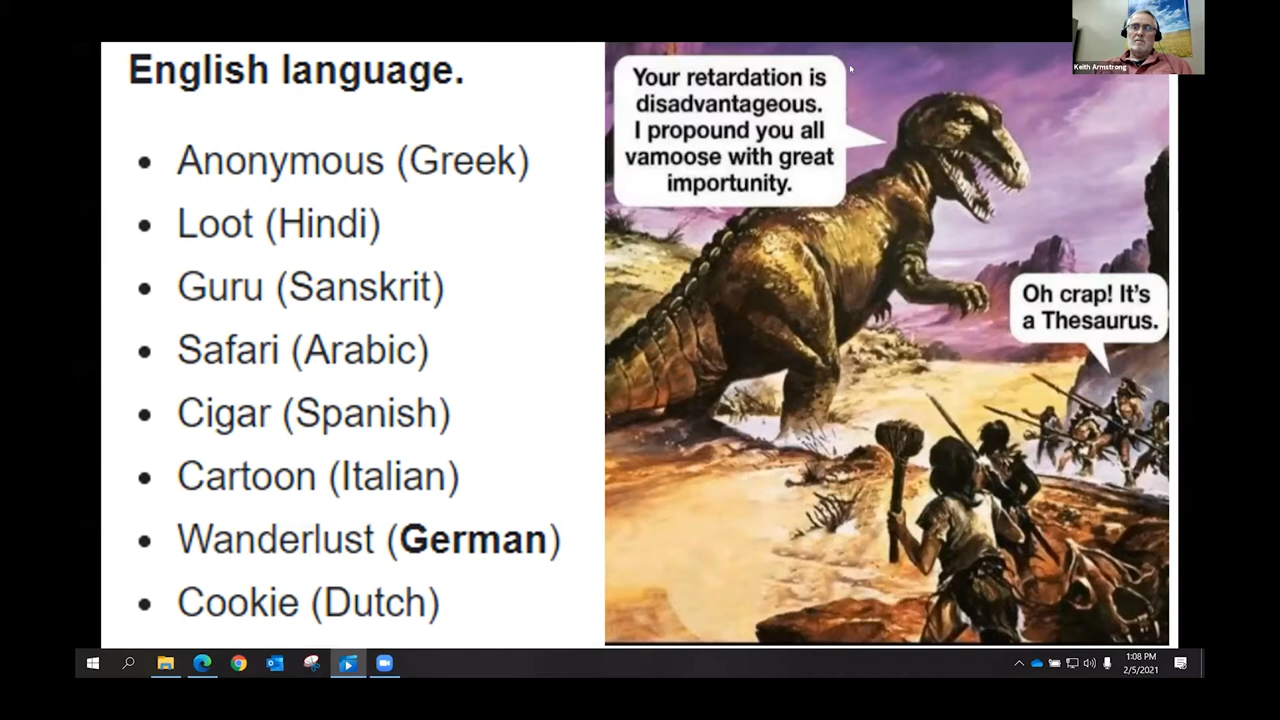 English language.
• Anonymous (Greek)
• Loot (Hindi)
• Guru (Sanskrit)
• Safari (Arabic)
• Cigar (Spanish)
• Cartoon (Italian)
• Wanderlust (German)
• Cookie (Dutch)
Your retardation is
disadvantageous.
I propound you all
vamoose with great
importunity.
Oh crap! It's
a Thesaurus.
Keith Armstrong
1:08 PM
2/5/2021